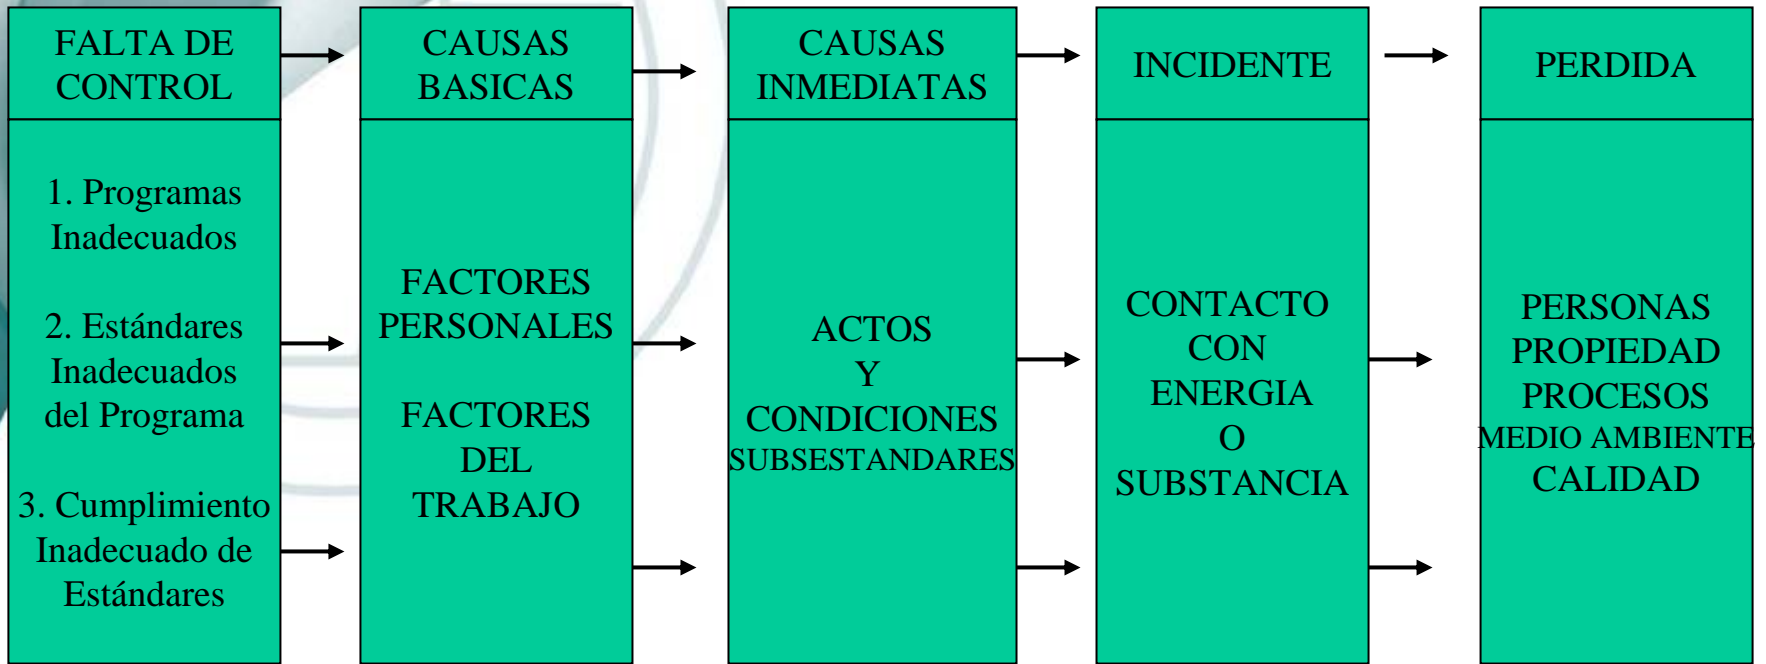 FALTA DE
CONTROL
CAUSAS
BASICAS
CAUSAS
INMEDIATAS
INCIDENTE
PERDIDA
1. Programas
Inadecuados
2. Estándares
Inadecuados
del Programa
3. Cumplimiento
Inadecuado de
Estándares
FACTORES
PERSONALES
FACTORES
DEL
TRABAJO
ACTOS
Y
CONDICIONES
SUBSESTANDARES
CONTACTO
CON
ENERGIA
O
SUBSTANCIA
PERSONAS
PROPIEDAD
PROCESOS
MEDIO AMBIENTE
CALIDAD